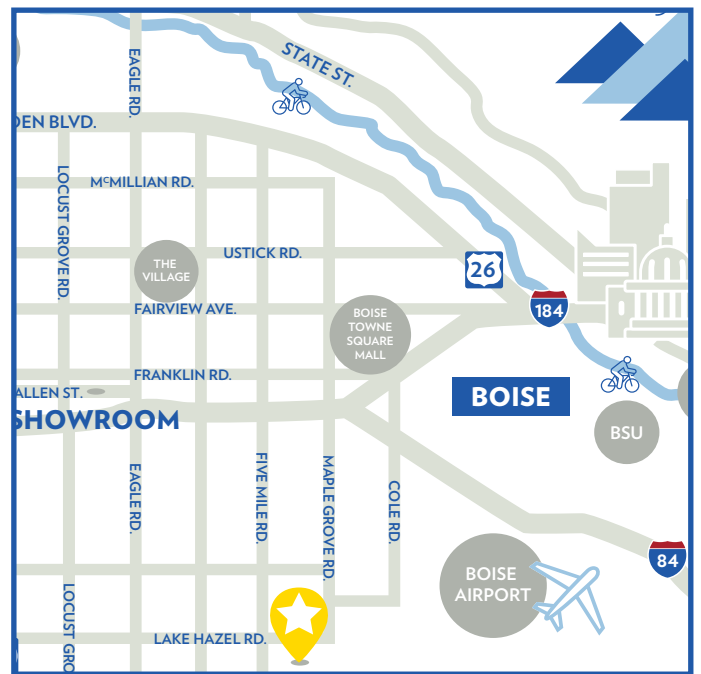 STATE ST.
EAGLE RD.
DEN BLVD.
MCMILLIAN RD.
LOCUST GROVE RD.
USTICK RD.
THE
VILLAGE
26
184
FAIRVIEW AVE.
BOISE
TOWNE
SQUARE
MALL
FRANKLIN RD.
ALLEN ST.
SHOWROOM
BOISE
BSU
EAGLE RD.
FIVE MILE RD.
MAPLE GROVE RD.
COLE RD.
84
BOISE
AIRPORT
LOCUST GRO
LAKE HAZEL RD.